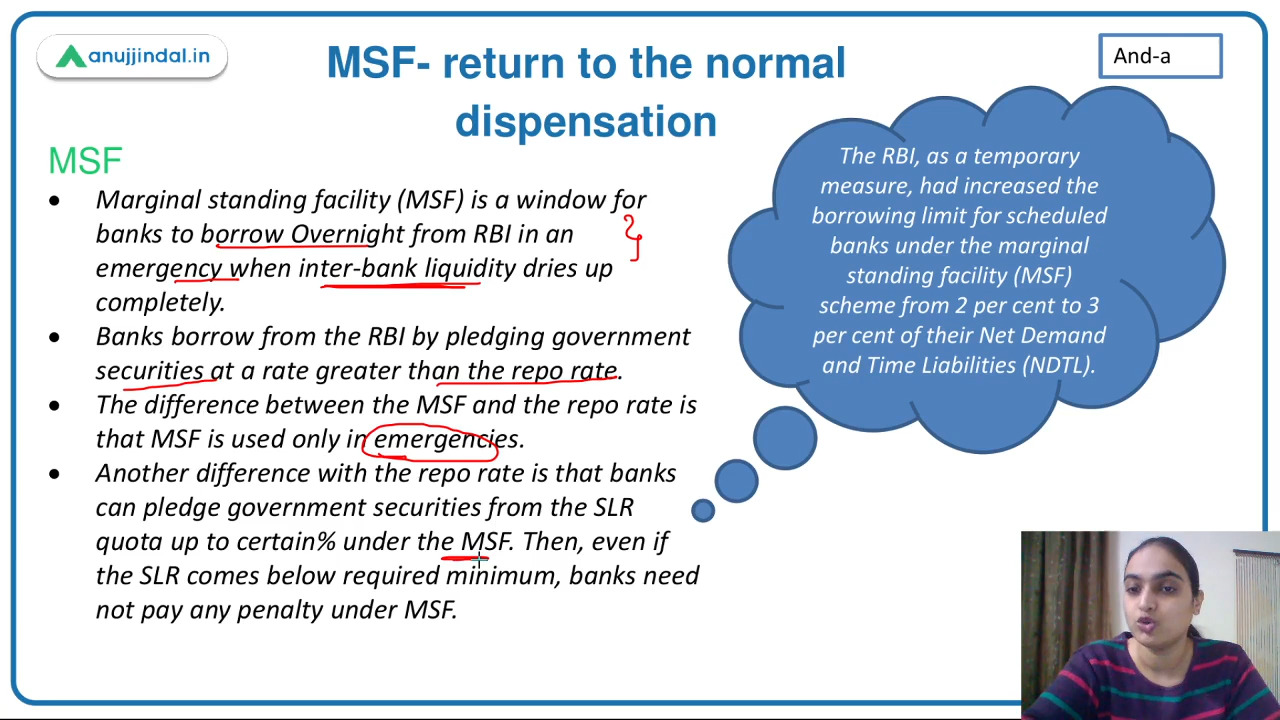 anujjindal.in
MSF- return to the normal
dispensation
And-a
MSF
• Marginal standing facility (MSF) is a window for
banks to borrow Overnight from RBI in an
emergency when inter-bank liquidity dries up
completely.
• Banks borrow from the RBI by pledging government
securities at a rate greater than the repo rate.
• The difference between the MSF and the repo rate is
that MSF is used only in emergencies.
• Another difference with the repo rate is that banks
can pledge government securities from the SLR
quota up to certain% under the MSF. Then, even if
the SLR comes below required minimum, banks need
not pay any penalty under MSF.
The RBI, as a temporary
measure, had increased the
borrowing limit for scheduled
banks under the marginal
standing facility (MSF)
scheme from 2 per cent to 3
per cent of their Net Demand
and Time Liabilities (NDTL).